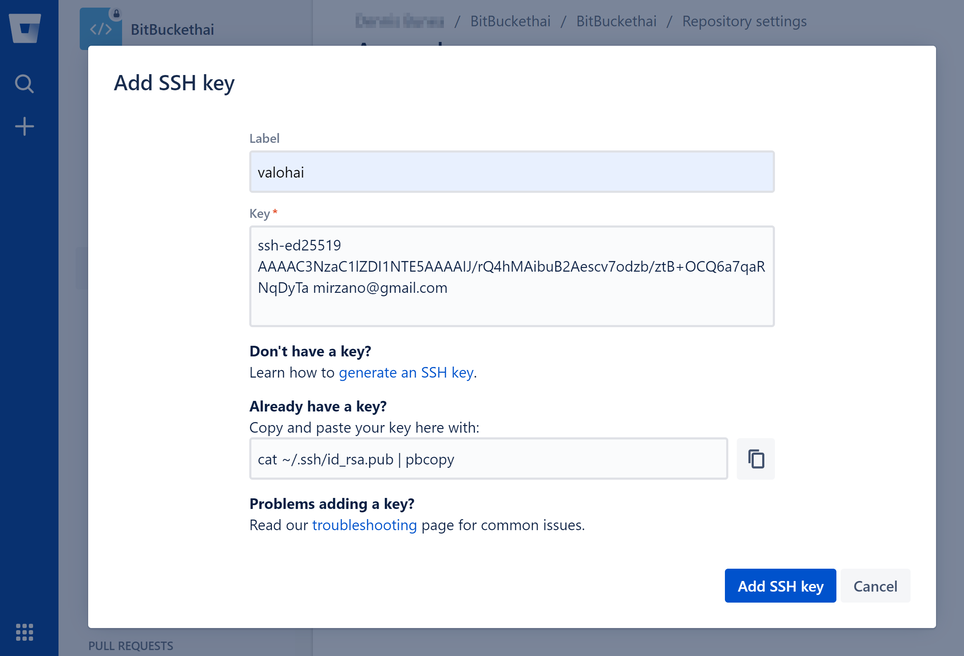 </>
BitBuckethai
/ BitBuckethai / BitBuckethai / Repository settings
Add SSH key
Label
valohai
Key *
ssh-ed25519
AAAAC3NzaC1lZDI1NTE5AAAAIJ/rQ4hMAibuB2Aescv7odzb/ztB+OCQ6a7qaR
NqDyTa mirzano@gmail.com
Don't have a key?
Learn how to generate an SSH key.
Already have a key?
Copy and paste your key here with:
cat ~/.ssh/id_rsa.pub | pbcopy
Problems adding a key?
Read our troubleshooting page for common issues.
Add SSH key Cancel
PULL REQUESTS